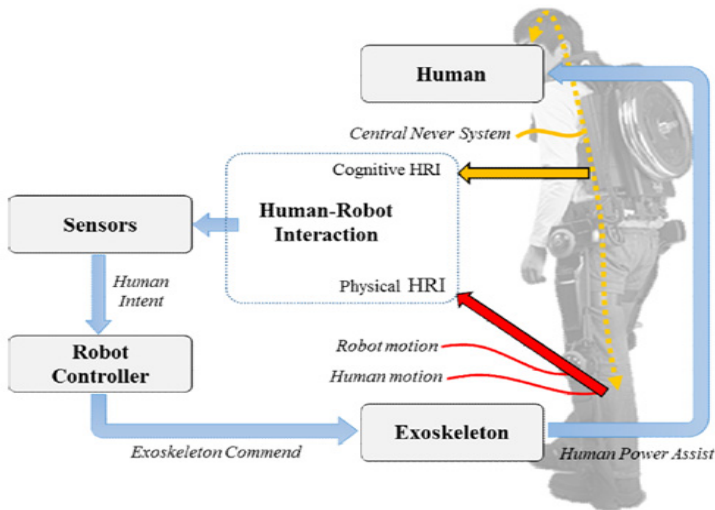 Human
Central Never System
Cognitive HRI
Human-Robot
Interaction
Sensors
Physical HRI
Human
Intent
Robot motion
Human motion
Robot
Controller
Exoskeleton
Exoskeleton Commend
Human Power Assist